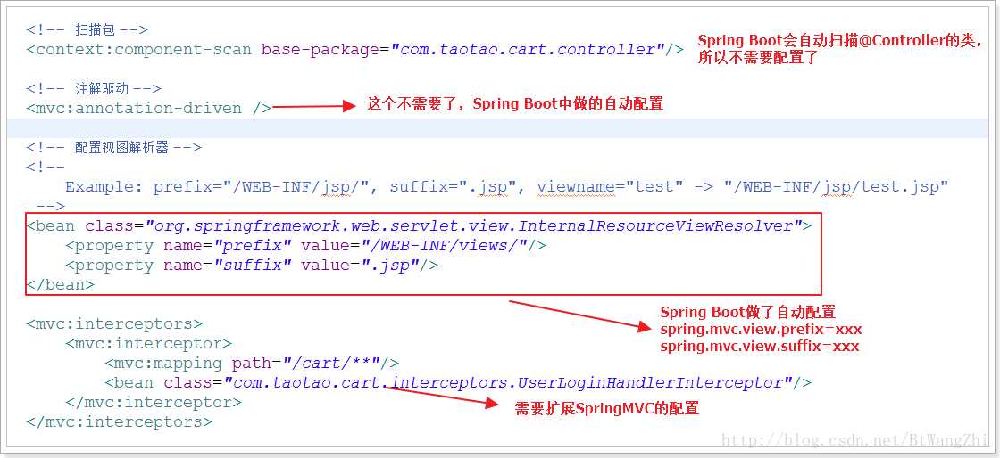 <!-- 扫描包 -->
<context:component-scan base-package="com.taotao.cart.controller"/>
Spring Boot会自动扫描@Controller的类，
所以不需要配置了
<!-- 注解驱动 -->
<mvc:annotation-driven />
这个不需要了，Spring Boot中做的自动配置
<!-- 配置视图解析器 -->
<!--
Example: prefix="/WEB-INF/jsp/", suffix=".jsp", viewname="test" -> "/WEB-INF/jsp/test.jsp"
-->
<bean class="org.springframework.web.servlet.view.InternalResourceViewResolver">
<property name="prefix" value="/WEB-INF/views/"/>
<property name="suffix" value=".jsp"/>
</bean>
Spring Boot做了自动配置
spring.mvc.view.prefix=xxx
spring.mvc.view.suffix=xxx
<mvc:interceptors>
<mvc:interceptor>
<mvc:mapping path="/cart/**"/>
<bean class="com.taotao.cart.interceptors.UserLoginHandlerInterceptor"/>
</mvc:interceptor>
</mvc:interceptors>
需要扩展SpringMVC的配置
http://blog.csdn.net/BtWangZhi